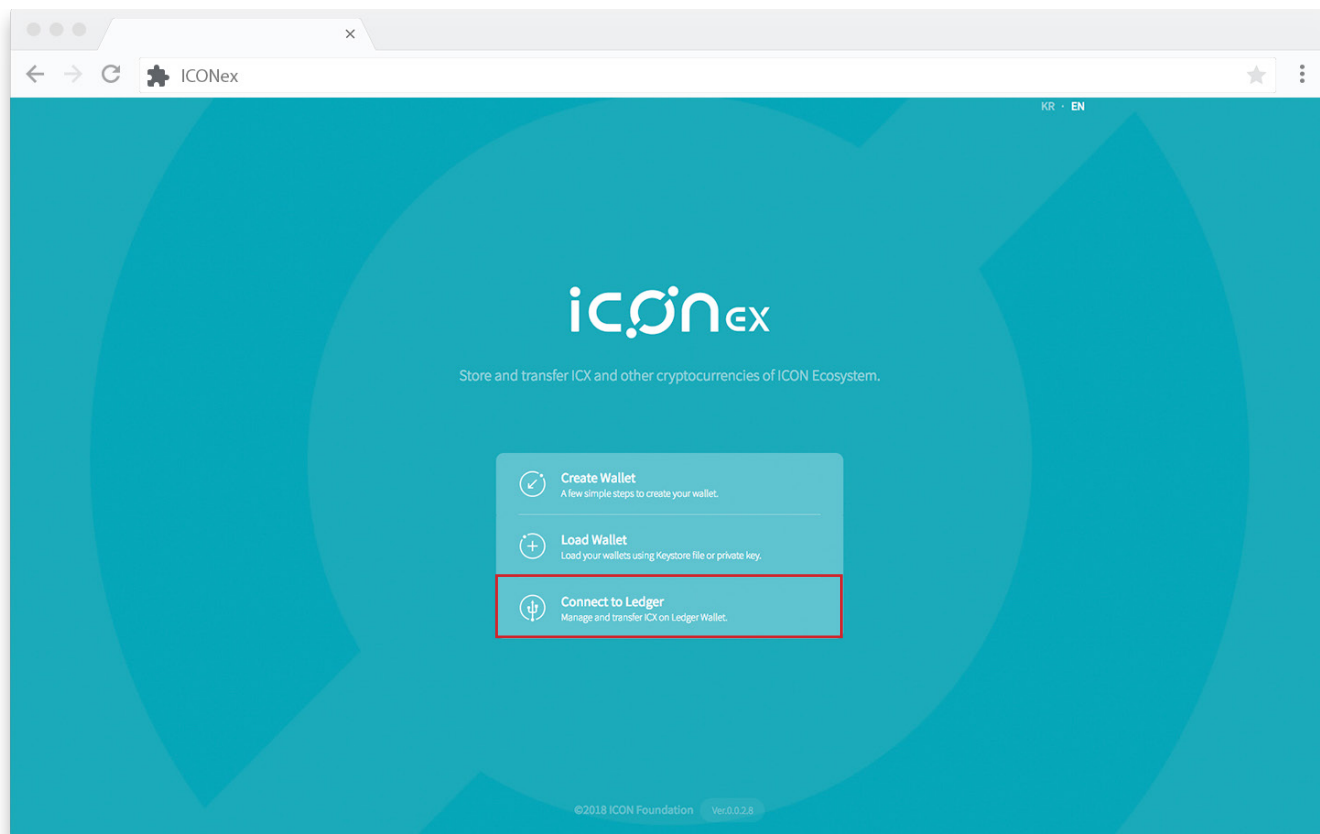 ICONex
KR · EN
iconex
Store and transfer ICX and other cryptocurrencies of ICON Ecosystem.
Create Wallet
A few simple steps to create your wallet.
Load Wallet
Load your wallets using Keystore file or private key.
Connect to Ledger
Manage and transfer ICX on Ledger Wallet.
©2018 ICON Foundation Ver.0.0.2.8